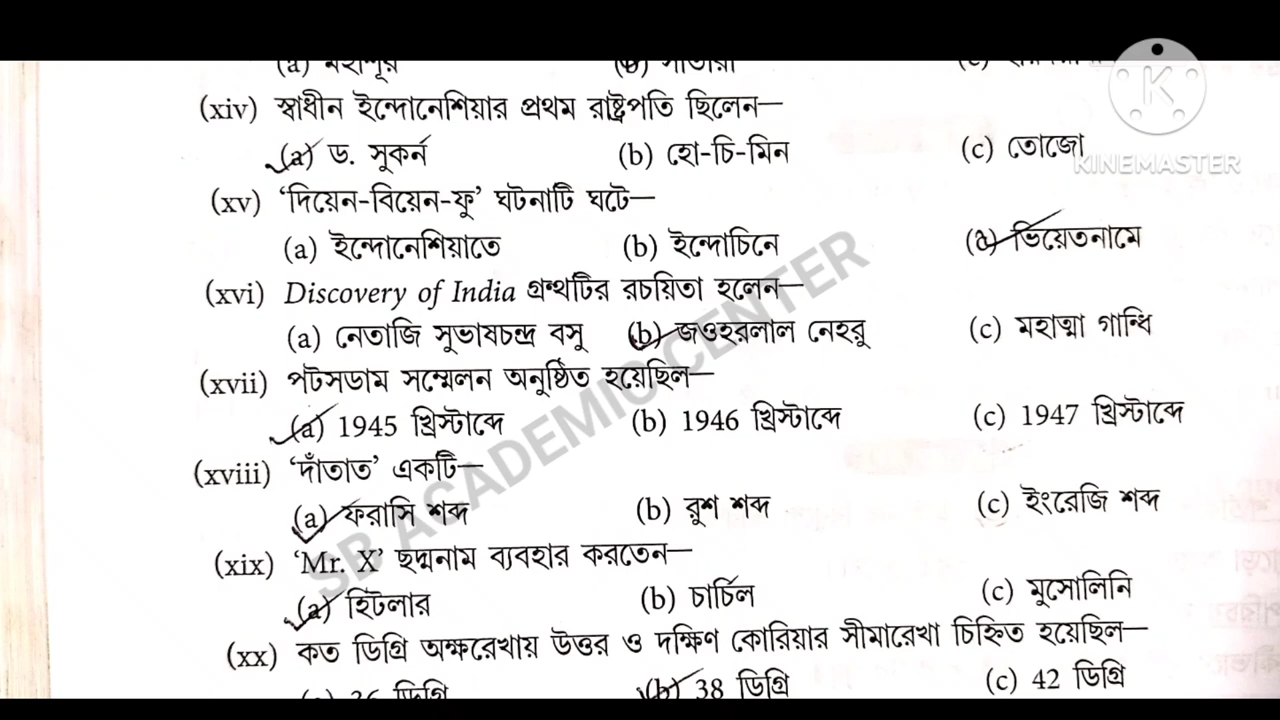 (a) মহীশূর (b) সাতারা
(xiv) স্বাধীন ইন্দোনেশিয়ার প্রথম রাষ্ট্রপতি ছিলেন—
(a) ড. সুকর্ন (b) হো-চি-মিন (c) তোজো
K
KINEMASTER
(xv) ‘দিয়েন-বিয়েন-ফু’ ঘটনাটি ঘটে—
(a) ইন্দোনেশিয়াতে (b) ইন্দোচিনে (c) ভিয়েতনামে
(xvi) Discovery of India গ্রন্থটির রচয়িতা হলেন—
(a) নেতাজি সুভাষচন্দ্র বসু (b) জওহরলাল নেহরু (c) মহাত্মা গান্ধি
(xvii) পটসডাম সম্মেলন অনুষ্ঠিত হয়েছিল—
(a) 1945 খ্রিস্টাব্দে (b) 1946 খ্রিস্টাব্দে (c) 1947 খ্রিস্টাব্দে
(xviii) ‘দাঁতাত’ একটি—
(a) ফরাসি শব্দ (b) রুশ শব্দ (c) ইংরেজি শব্দ
(xix) ‘Mr. X’ ছদ্মনাম ব্যবহার করতেন—
(a) হিটলার (b) চার্চিল (c) মুসোলিনি
(xx) কত ডিগ্রি অক্ষরেখায় উত্তর ও দক্ষিণ কোরিয়ার সীমারেখা চিহ্নিত হয়েছিল—
(a) 36 ডিগ্রি (b) 38 ডিগ্রি (c) 42 ডিগ্রি
SB ACADEMIC CENTER